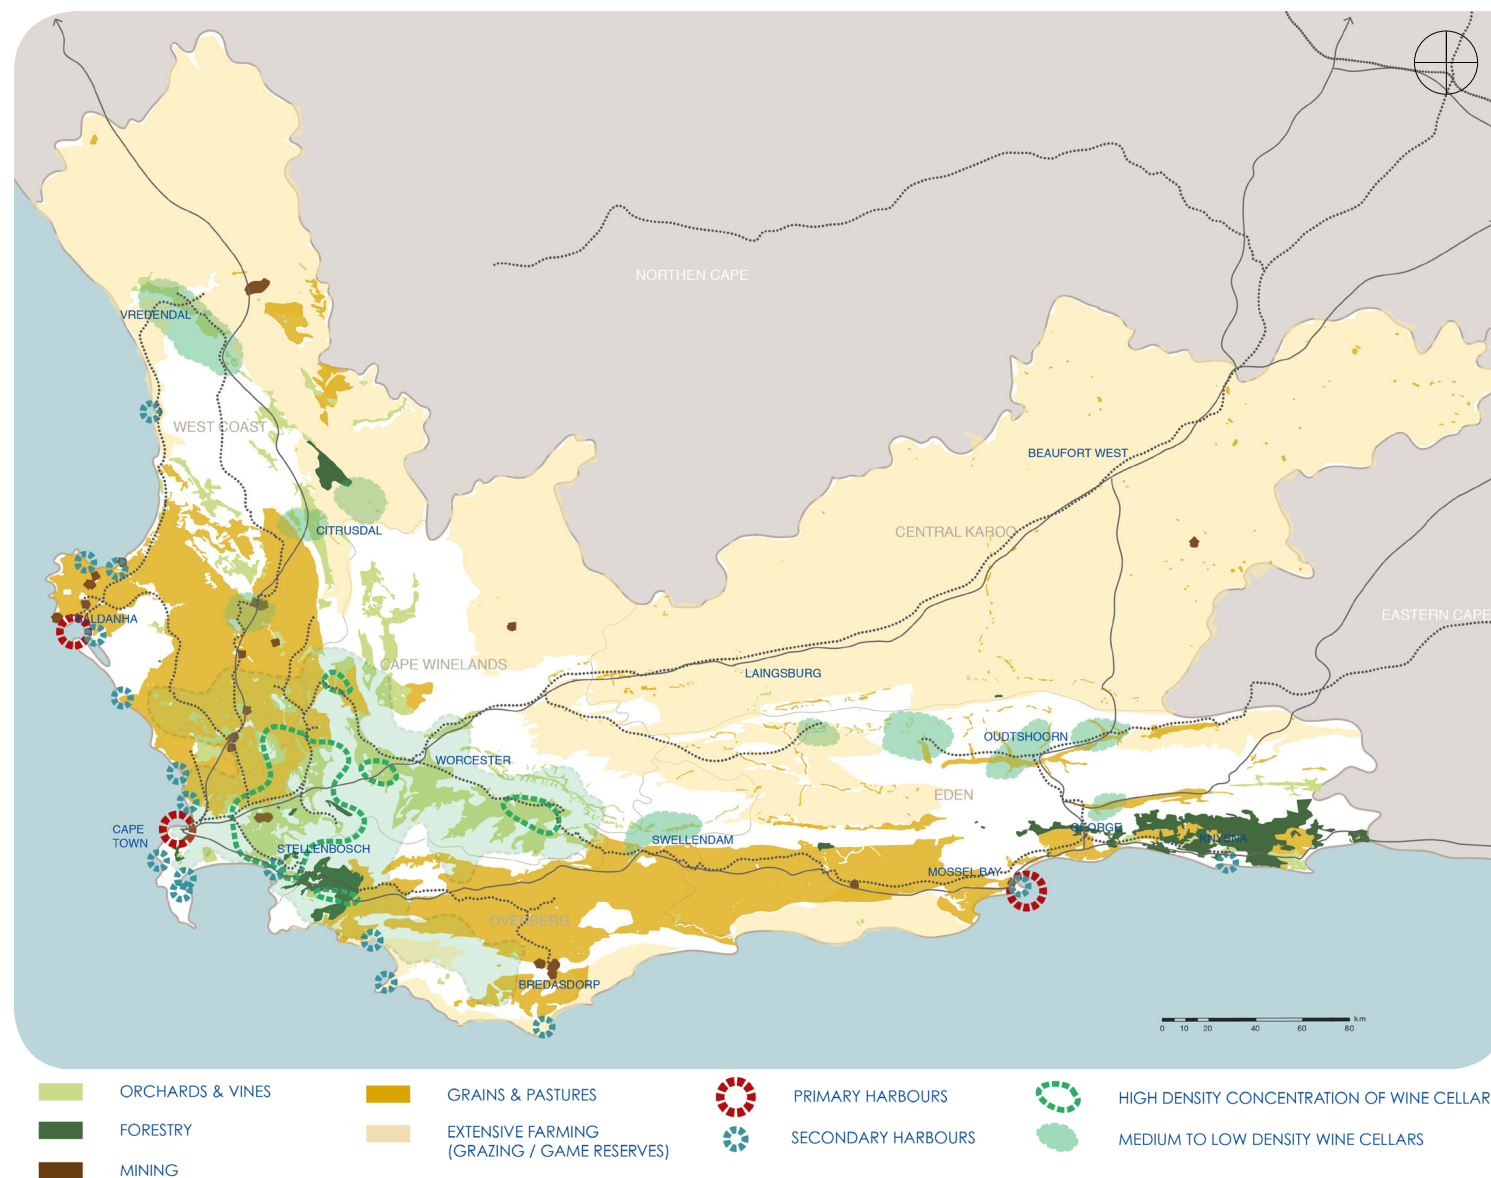 NORTHEN CAPE
VREDENDAL
WEST COAST
BEAUFORT WEST
CITRUSDAL
CENTRAL KAROO
EASTERN CAPE
SALDANHA
CAPE WINELANDS
LAINGSBURG
OUDTSHOORN
WORCESTER
EDEN
CAPE
TOWN
GEORGE
KNYSNA
SWELLENDAM
STELLENBOSCH
MOSSEL BAY
OVERBERG
BREDASDORP
km
0 10 20 40 60 80
ORCHARDS & VINES
FORESTRY
MINING
GRAINS & PASTURES
EXTENSIVE FARMING
(GRAZING / GAME RESERVES)
PRIMARY HARBOURS
SECONDARY HARBOURS
HIGH DENSITY CONCENTRATION OF WINE CELLAR
MEDIUM TO LOW DENSITY WINE CELLARS